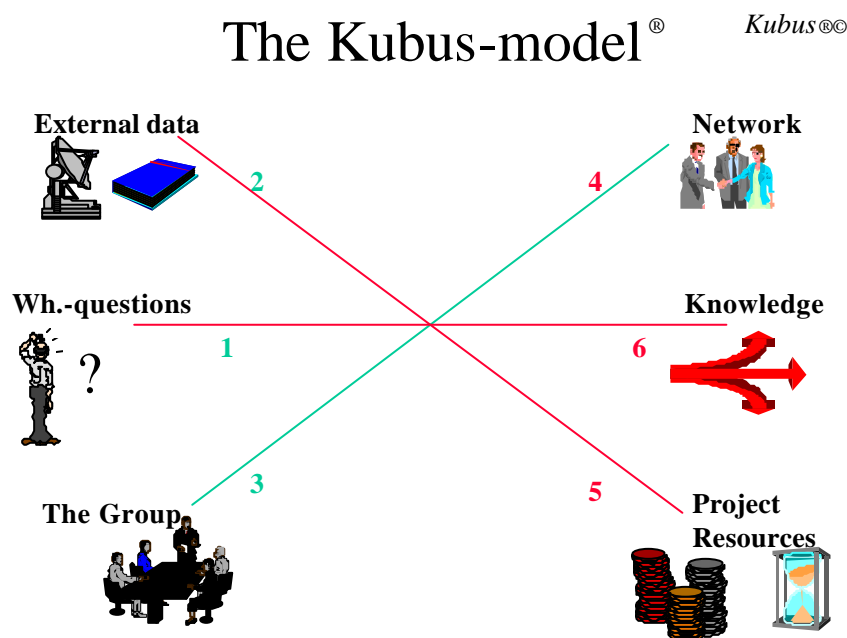 The Kubus-model®
Kubus®©
External data
Network
2
4
Wh.-questions
Knowledge
1
6
?
3
5
The Group
Project
Resources